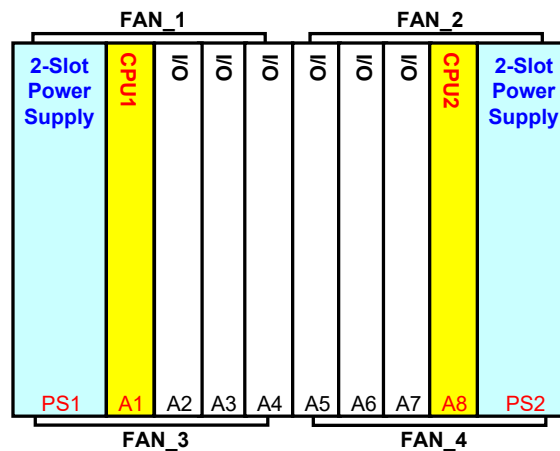 FAN_1
FAN_2
2-Slot
Power
Supply
CPU1
I/O
I/O
I/O
I/O
I/O
I/O
CPU2
2-Slot
Power
Supply
PS1
A1
A2
A3
A4
A5
A6
A7
A8
PS2
FAN_3
FAN_4